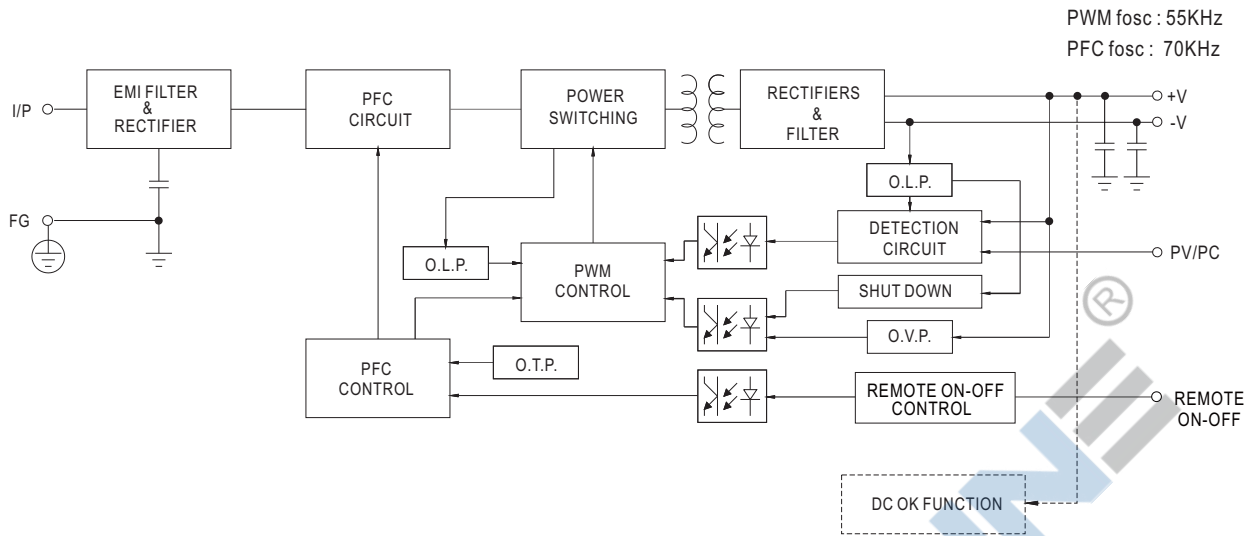 PWM fosc : 55KHz
PFC fosc : 70KHz
I/P
EMI FILTER
&
RECTIFIER
PFC
CIRCUIT
POWER
SWITCHING
RECTIFIERS
&
FILTER
+V
-V
O.L.P.
FG
DETECTION
CIRCUIT
PV/PC
O.L.P.
PWM
CONTROL
SHUT DOWN
O.V.P.
O.T.P.
PFC
CONTROL
REMOTE ON-OFF
CONTROL
REMOTE
ON-OFF
DC OK FUNCTION
®